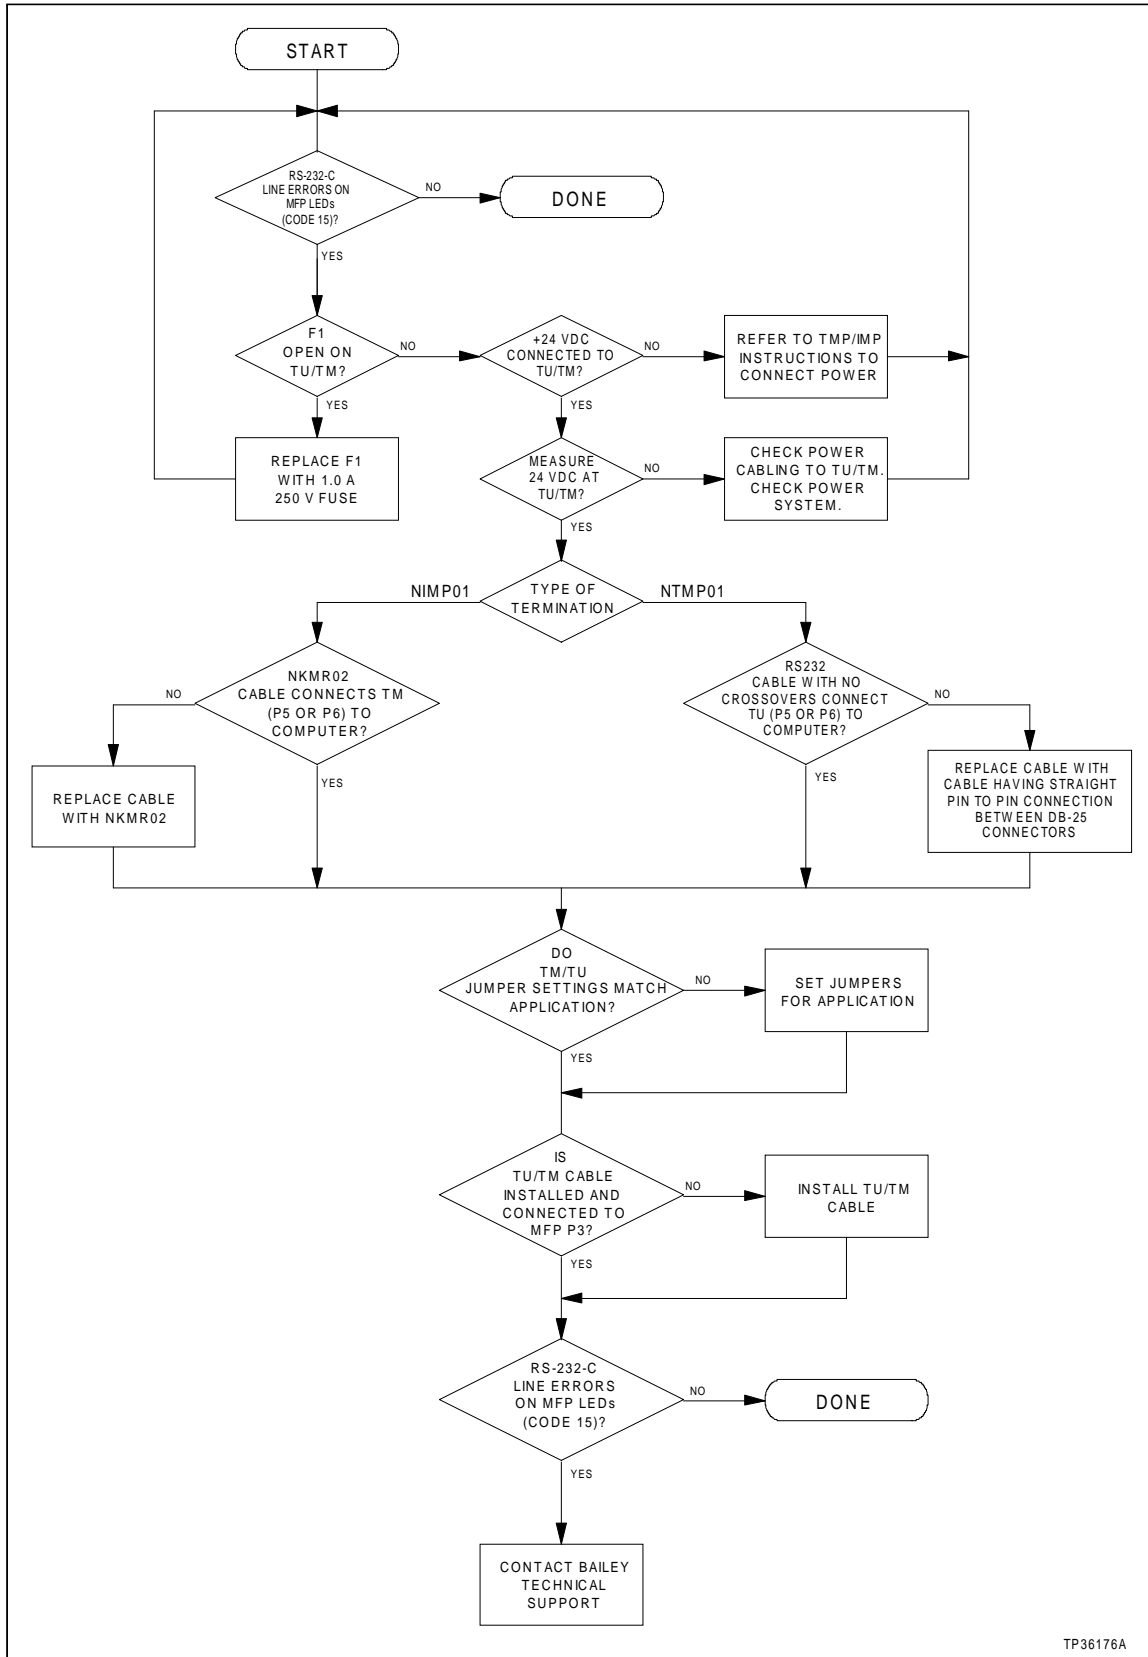 START
RS-232-C
LINE ERRORS ON
MFP LEDs
(CODE 15)?
NO
DONE
YES
F1
OPEN ON
TU/TM?
NO
+24 VDC
CONNECTED TO
TU/TM?
NO
REFER TO TMP/IMP
INSTRUCTIONS TO
CONNECT POWER
YES
YES
REPLACE F1
WITH 1.0 A
250 V FUSE
MEASURE
24 VDC AT
TU/TM?
NO
CHECK POWER
CABLING TO TU/TM.
CHECK POWER
SYSTEM.
YES
NIMP01
TYPE OF
TERMINATION
NTMP01
NO
NKMR02
CABLE CONNECTS TM
(P5 OR P6) TO
COMPUTER?
RS232
CABLE WITH NO
CROSSOVERS CONNECT
TU (P5 OR P6) TO
COMPUTER?
NO
YES
YES
REPLACE CABLE
WITH NKMR02
REPLACE CABLE WITH
CABLE HAVING STRAIGHT
PIN TO PIN CONNECTION
BETWEEN DB-25
CONNECTORS
DO
TM/TU
JUMPER SETTINGS MATCH
APPLICATION?
NO
SET JUMPERS
FOR APPLICATION
YES
IS
TU/TM CABLE
INSTALLED AND
CONNECTED TO
MFP P3?
NO
INSTALL TU/TM
CABLE
YES
RS-232-C
LINE ERRORS
ON MFP LEDs
(CODE 15)?
NO
DONE
YES
CONTACT BAILEY
TECHNICAL
SUPPORT
TP36176A